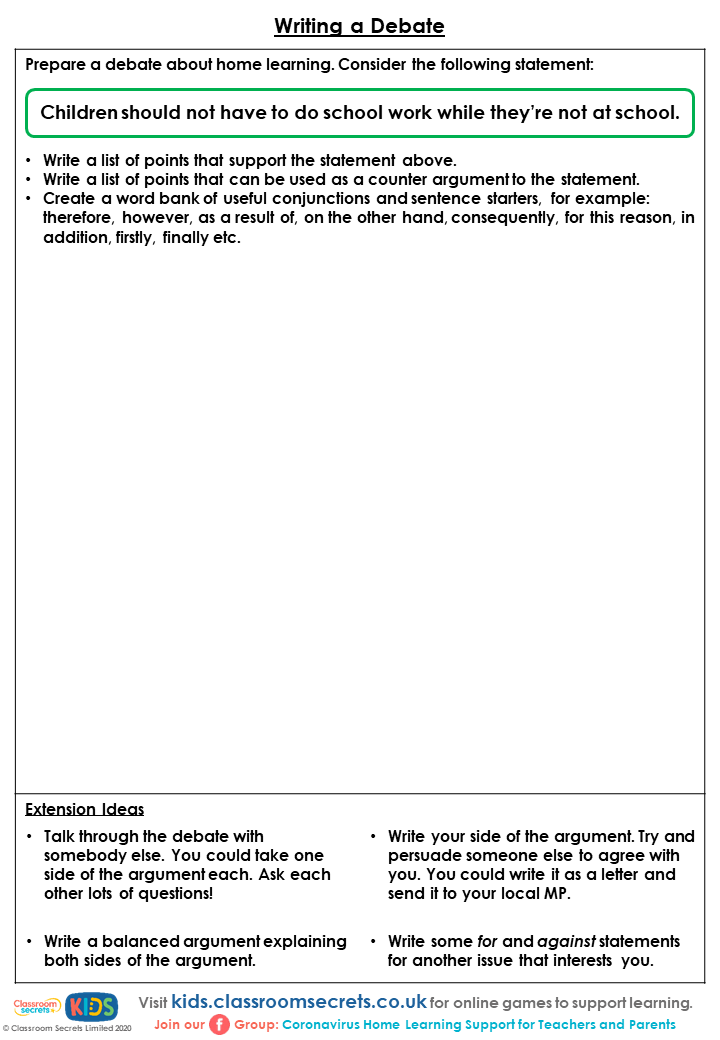 Writing a Debate
Prepare a debate about home learning. Consider the following statement:
Children should not have to do school work while they're not at school.
• Write a list of points that support the statement above.
• Write a list of points that can be used as a counter argument to the statement.
• Create a word bank of useful conjunctions and sentence starters, for example:
therefore, however, as a result of, on the other hand, consequently, for this reason, in
addition, firstly, finally etc.
Extension Ideas
• Talk through the debate with
somebody else. You could take one
side of the argument each. Ask each
other lots of questions!
• Write a balanced argument explaining
both sides of the argument.
• Write your side of the argument. Try and
persuade someone else to agree with
you. You could write it as a letter and
send it to your local MP.
• Write some for and against statements
for another issue that interests you.
Classroom
Secrets
KIDS
© Classroom Secrets Limited 2020
Visit kids.classroomsecrets.co.uk for online games to support learning.
Join our f Group: Coronavirus Home Learning Support for Teachers and Parents